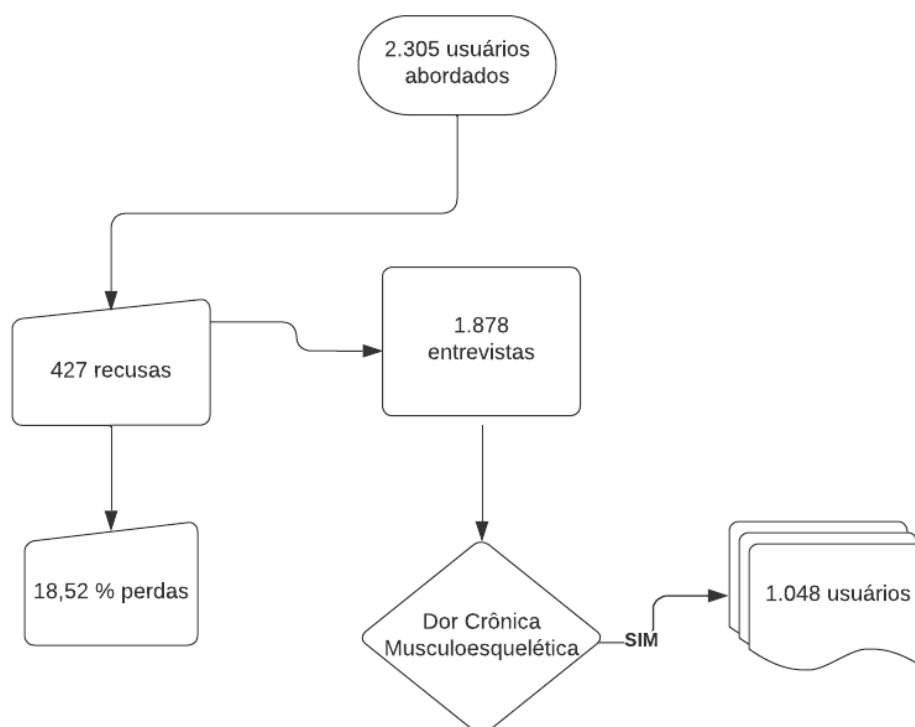 2.305 usuários
abordados
427 recusas
1.878
entrevistas
18,52 % perdas
Dor Crônica
Musculoesquelética
SIM
1.048 usuários